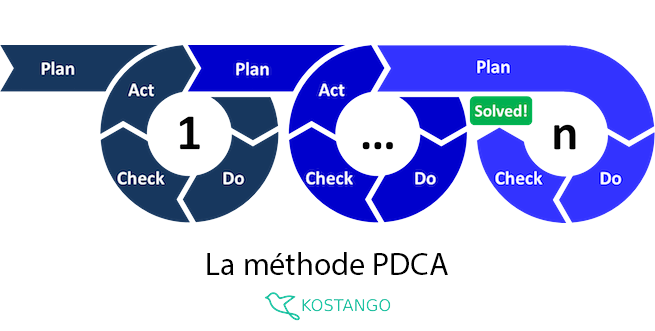 Plan
Act
1
Check
Do
Plan
Act
...
Check
Do
Plan
Solved!
n
Check
Do
La méthode PDCA
KOSTANGO